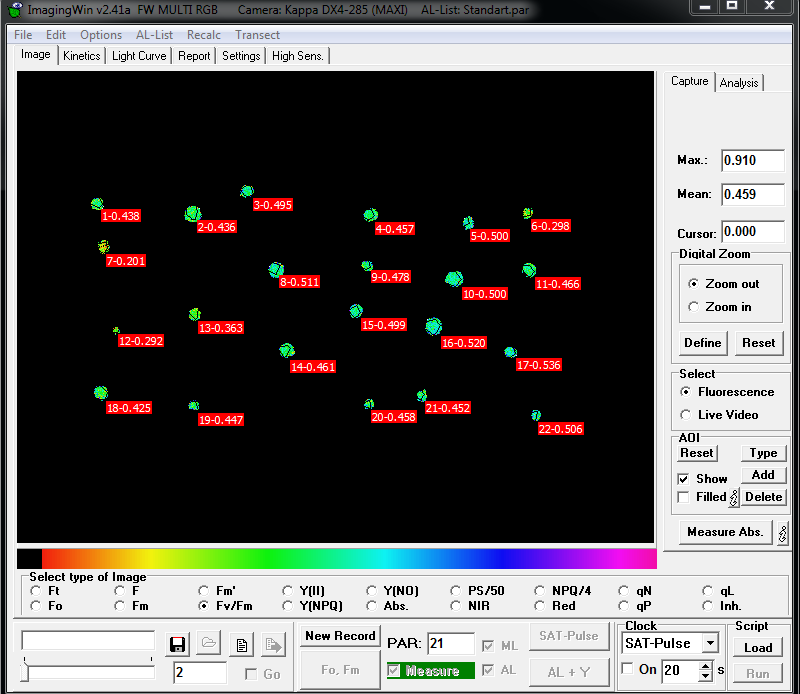 ImagingWin v2.41a FW MULTI RGB Camera: Kappa DX4-285 (MAXI) AL-List: Standart.par
File Edit Options AL-List Recalc Transect
Image Kinetics Light Curve Report Settings High Sens.
Capture Analysis
Max.: 0.910
Mean: 0.459
Cursor: 0.000
Digital Zoom
Zoom out
Zoom in
Define Reset
Select
Fluorescence
Live Video
AOI
Reset Type
Show Add
Filled Delete
Measure Abs.
3-0.495
1-0.438
2-0.436
4-0.457
5-0.500
6-0.298
7-0.201
8-0.511
9-0.478
10-0.500
11-0.466
12-0.292
13-0.363
14-0.461
15-0.499
16-0.520
17-0.536
18-0.425
19-0.447
20-0.458
21-0.452
22-0.506
Select type of Image
Ft F Fm' Y(II) Y(NO) PS/50 NPQ/4 qN qL
Fo Fm Fv/Fm Y(NPQ) Abs. NIR Red qP Inh.
New Record PAR: 21 ML SAT-Pulse
2 Go Fo, Fm Measure AL AL + Y
Clock
SAT-Pulse
On 20 s
Script
Load
Run